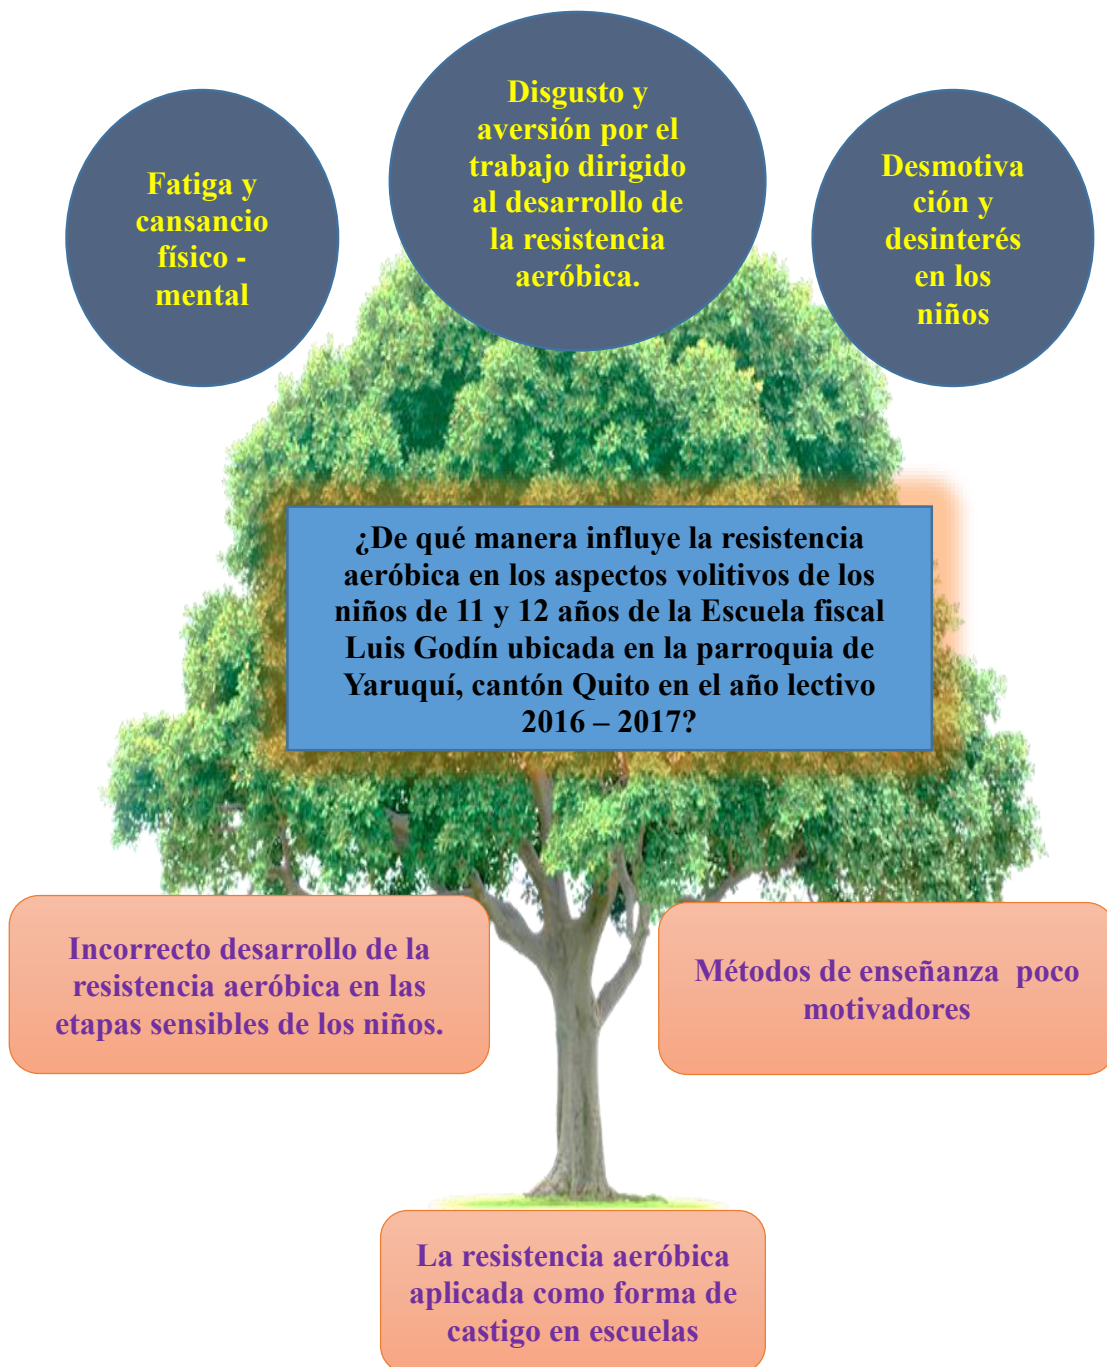 Fatiga y
cansancio
físico -
mental
Disgusto y
aversión por el
trabajo dirigido
al desarrollo de
la resistencia
aeróbica.
Desmotiva
ción y
desinterés
en los
niños
¿De qué manera influye la resistencia
aeróbica en los aspectos volitivos de los
niños de 11 y 12 años de la Escuela fiscal
Luis Godín ubicada en la parroquia de
Yaruquí, cantón Quito en el año lectivo
2016 – 2017?
Incorrecto desarrollo de la
resistencia aeróbica en las
etapas sensibles de los niños.
Métodos de enseñanza  poco
motivadores
La resistencia aeróbica
aplicada como forma de
castigo en escuelas